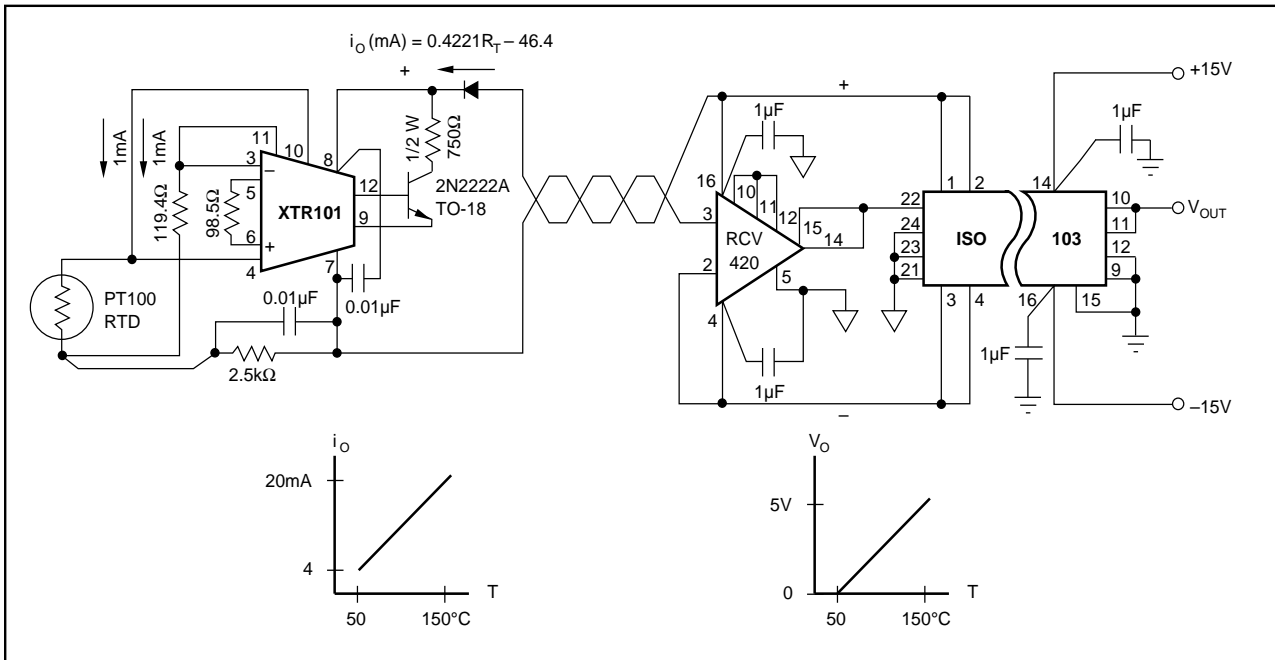 i_O (mA) = 0.4221R_T – 46.4
+
1mA
1mA
11
10
3
–
5
8
1/2 W
750Ω
12
2N2222A
TO-18
9
XTR101
119.4Ω
98.5Ω
6
+
4
7
0.01µF
0.01µF
PT100
RTD
2.5kΩ
+
1µF
16
10
11
12
15
14
3
RCV
420
2
5
4
1µF
–
1
2
22
24
23
21
ISO
103
3
4
14
1µF
+15V
10
V_OUT
11
12
9
16
15
1µF
–15V
i_O
20mA
4
50
150°C
T
V_O
5V
0
50
150°C
T